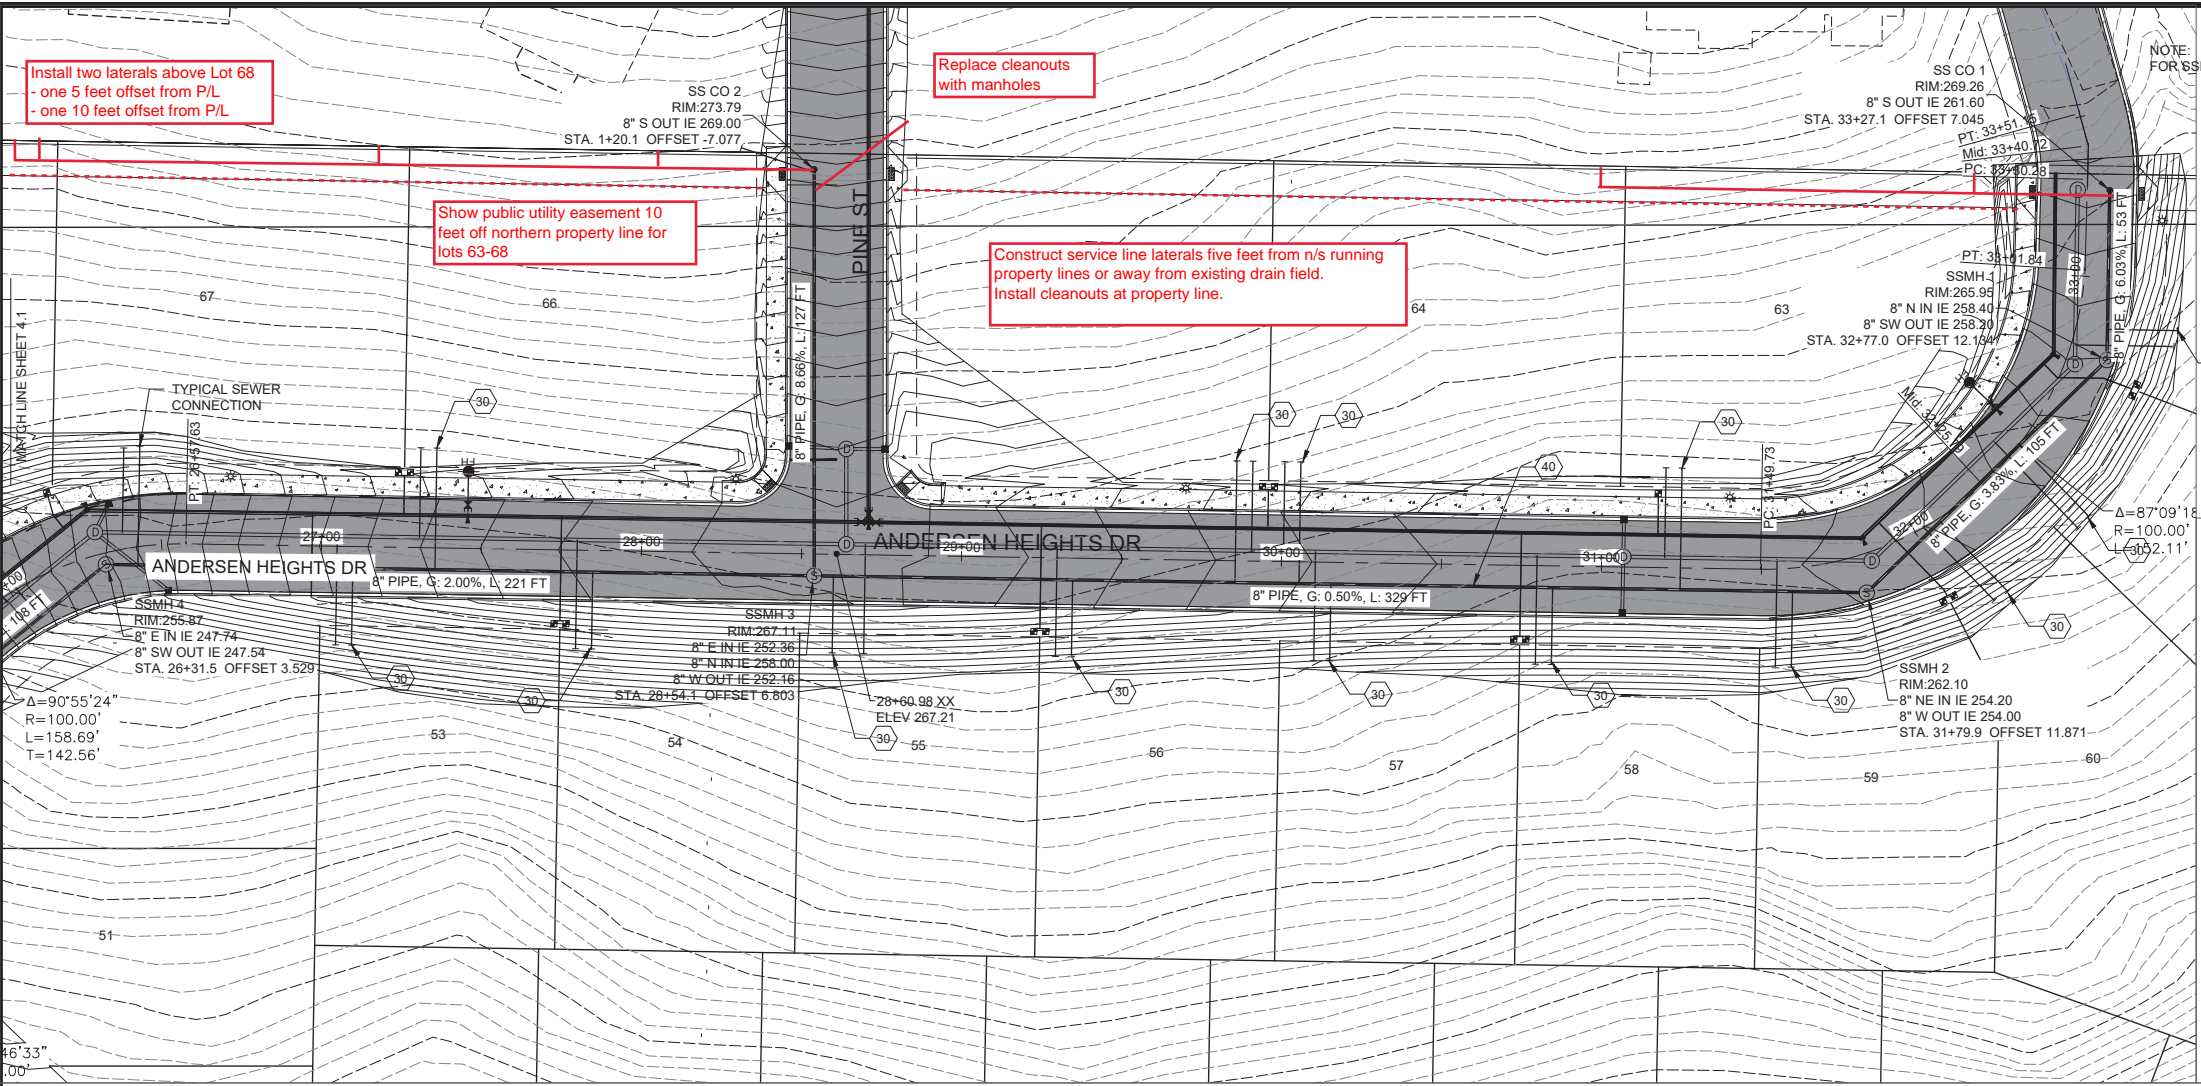 Install two laterals above Lot 68
- one 5 feet offset from P/L
- one 10 feet offset from P/L
SS CO 2
RIM:273.79
8" S OUT IE 269.00
STA. 1+20.1 OFFSET -7.077
Replace cleanouts
with manholes
NOTE:
SS CO 1
RIM:269.26
8" S OUT IE 261.60
STA. 33+27.1 OFFSET 7.045
Mid: 33+40.72
Show public utility easement 10
feet off northern property line for
lots 63-68
Construct service line laterals five feet from n/s running
property lines or away from existing drain field.
Install cleanouts at property line.
PINE ST
8" PIPE, G: 8.66%, L: 127 FT
PT: 33+01.84
33+00
8" PIPE, G: 6.03%, L: 53 FT
SSMH 1
RIM:265.95
8" N IN IE 258.40
8" SW OUT IE 258.20
STA. 32+77.0 OFFSET 12.134
67
66
64
63
MATCH LINE SHEET 4.1
TYPICAL SEWER
CONNECTION
PT: 26+57.63
30
30
30
30
40
PC: 31+49.73
8" PIPE, G: 3.83%, L: 105 FT
32+00
Δ=87°09'18
R=100.00'
30
27+00
28+00
29+00
30+00
31+00
ANDERSEN HEIGHTS DR
ANDERSEN HEIGHTS DR
8" PIPE, G: 2.00%, L: 221 FT
8" PIPE, G: 0.50%, L: 329 FT
108 FT
SSMH 4
RIM:255.87
8" E IN IE 247.74
8" SW OUT IE 247.54
STA. 26+31.5 OFFSET 3.529
SSMH 3
RIM:267.11
8" E IN IE 252.36
8" N IN IE 258.00
8" W OUT IE 252.16
STA. 28+54.1 OFFSET 6.803
28+60.98 XX
ELEV 267.21
SSMH 2
RIM:262.10
8" NE IN IE 254.20
8" W OUT IE 254.00
STA. 31+79.9 OFFSET 11.871
30
30
30
30
30
30
30
30
Δ=90°55'24"
R=100.00'
L=158.69'
T=142.56'
53
54
55
56
57
58
59
60
51
46'33"
.00'